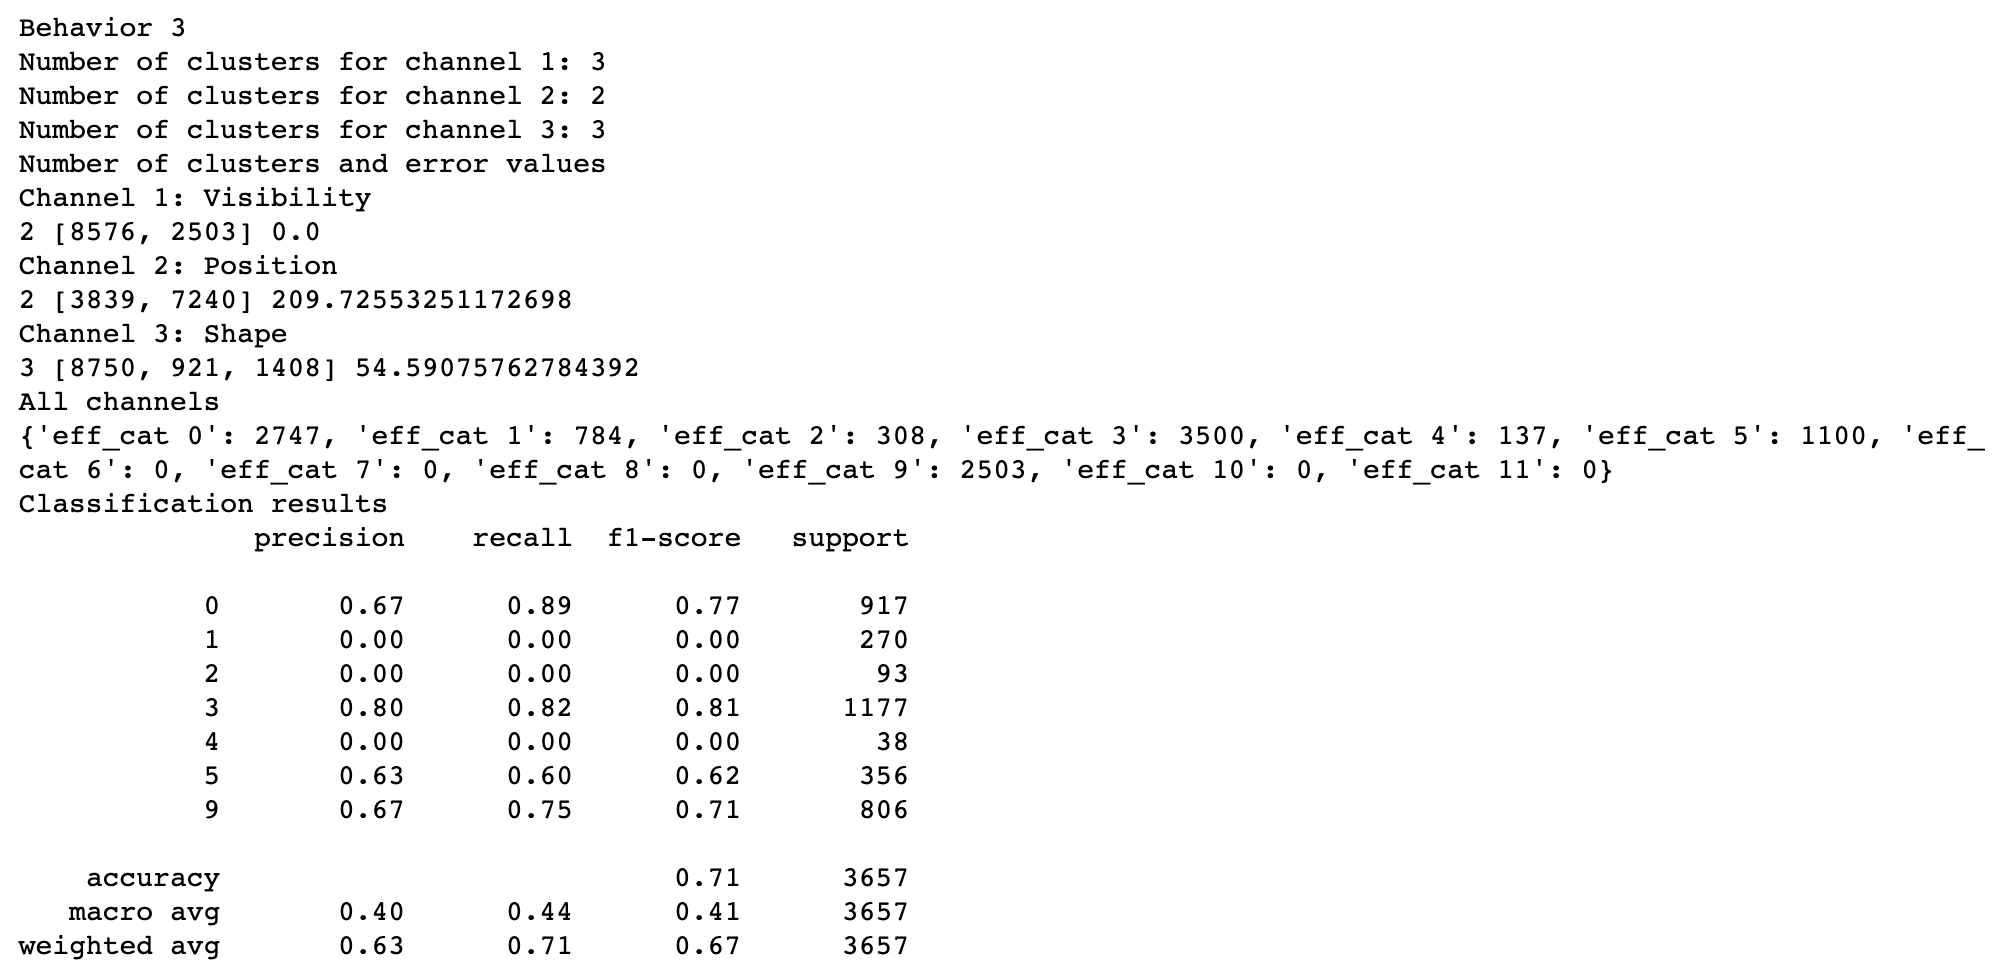 Behavior 3
Number of clusters for channel 1: 3
Number of clusters for channel 2: 2
Number of clusters for channel 3: 3
Number of clusters and error values
Channel 1: Visibility
2 [8576, 2503] 0.0
Channel 2: Position
2 [3839, 7240] 209.72553251172698
Channel 3: Shape
3 [8750, 921, 1408] 54.59075762784392
All channels
{'eff_cat 0': 2747, 'eff_cat 1': 784, 'eff_cat 2': 308, 'eff_cat 3': 3500, 'eff_cat 4': 137, 'eff_cat 5': 1100, 'eff_
cat 6': 0, 'eff_cat 7': 0, 'eff_cat 8': 0, 'eff_cat 9': 2503, 'eff_cat 10': 0, 'eff_cat 11': 0}
Classification results
precision recall f1-score support
0 0.67 0.89 0.77 917
1 0.00 0.00 0.00 270
2 0.00 0.00 0.00 93
3 0.80 0.82 0.81 1177
4 0.00 0.00 0.00 38
5 0.63 0.60 0.62 356
9 0.67 0.75 0.71 806
accuracy 0.71 3657
macro avg 0.40 0.44 0.41 3657
weighted avg 0.63 0.71 0.67 3657